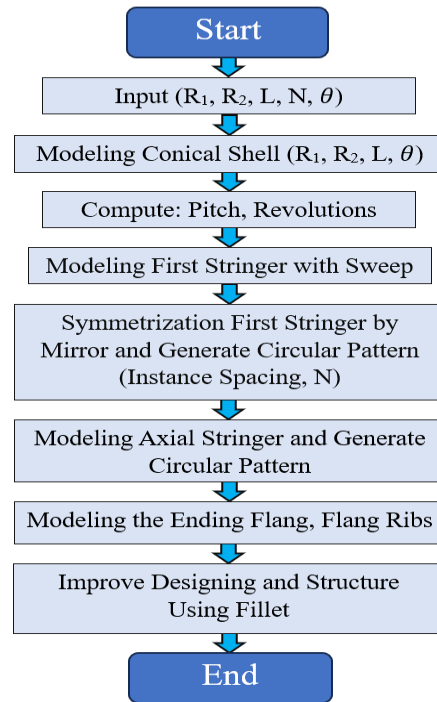 Start
Input (R₁, R₂, L, N, θ)
Modeling Conical Shell (R₁, R₂, L, θ)
Compute: Pitch, Revolutions
Modeling First Stringer with Sweep
Symmetrization First Stringer by
Mirror and Generate Circular Pattern
(Instance Spacing, N)
Modeling Axial Stringer and Generate
Circular Pattern
Modeling the Ending Flang, Flang Ribs
Improve Designing and Structure
Using Fillet
End